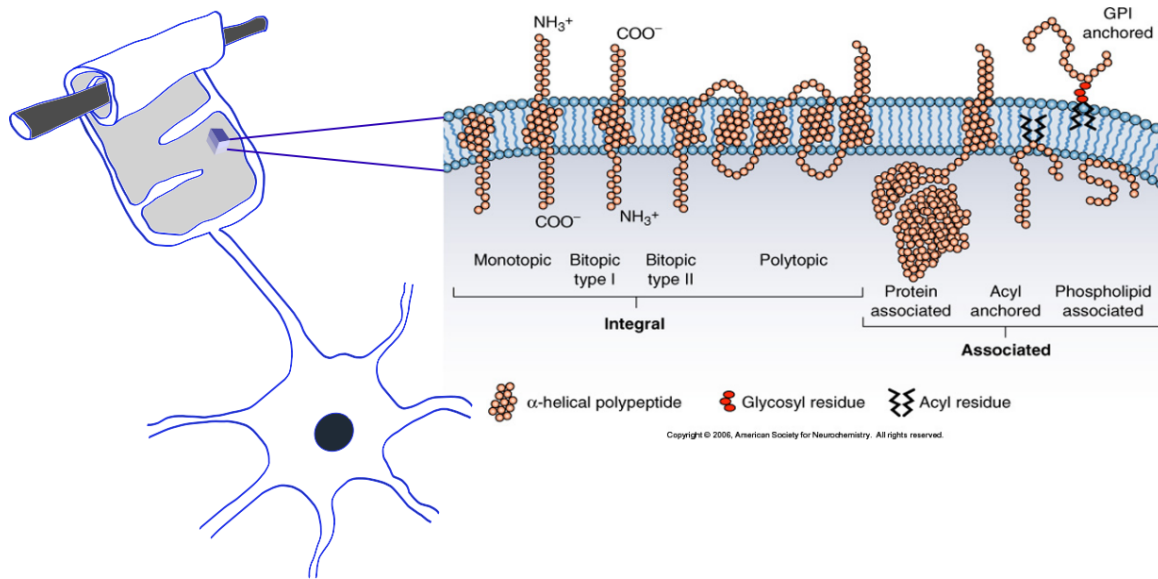 GPI
anchored
NH₃⁺
COO⁻
COO⁻
NH₃⁺
Monotopic
Bitopic
type I
Bitopic
type II
Polytopic
Protein
associated
Acyl
anchored
Phospholipid
associated
Integral
Associated
α-helical polypeptide
Glycosyl residue
Acyl residue
Copyright © 2006, American Society for Neurochemistry. All rights reserved.